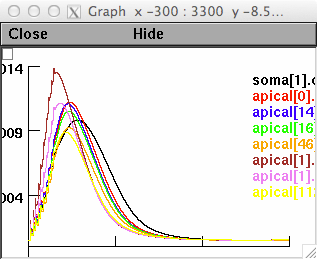 Graph x -300 : 3300 y -8.5...
Close Hide
014
009
004
soma[1].c
apical[0].
apical[14]
apical[16]
apical[46]
apical[1].
apical[1].
apical[11